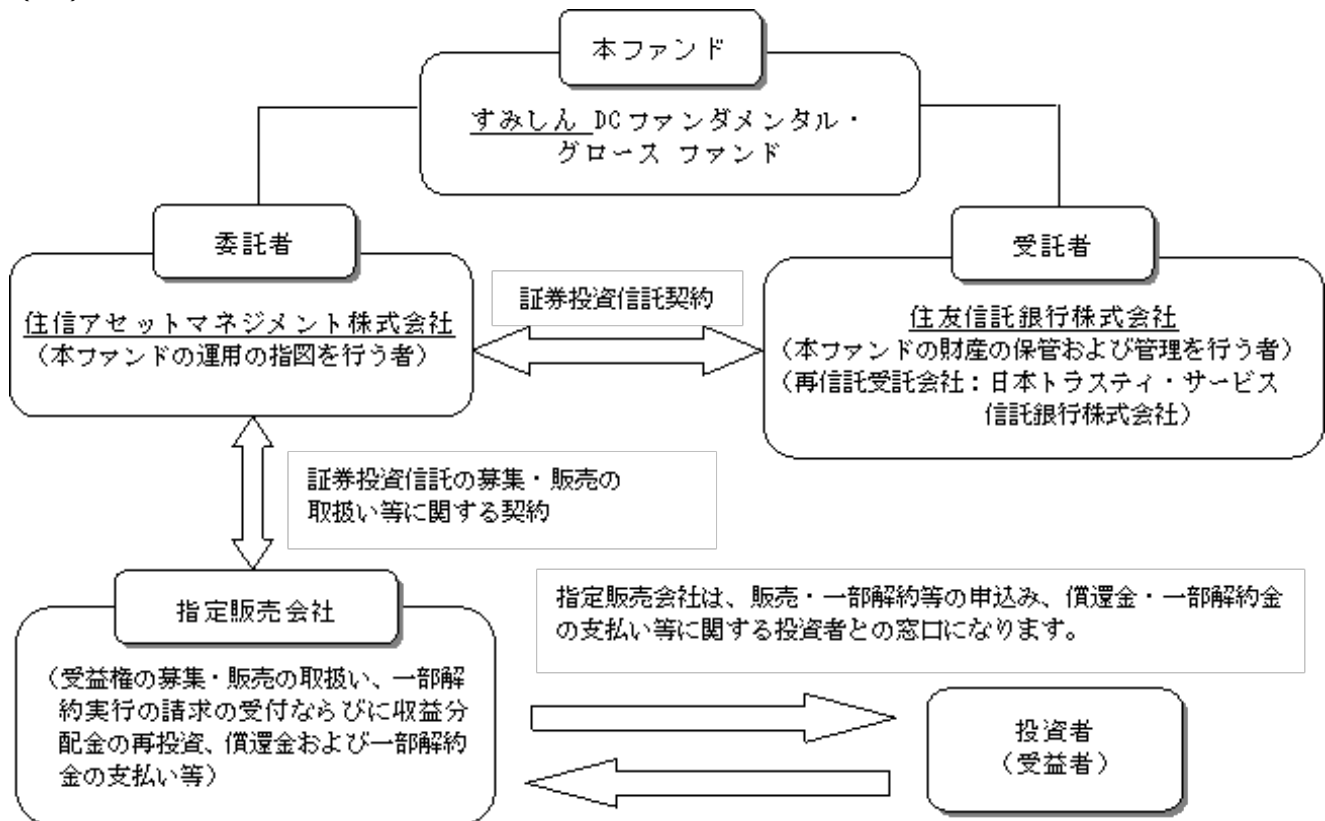 本ファンド
すみしん DCファンダメンタル・
グロース ファンド
委託者
受託者
住信アセットマネジメント株式会社
（本ファンドの運用の指図を行う者）
証券投資信託契約
住友信託銀行株式会社
（本ファンドの財産の保管および管理を行う者）
（再信託受託会社：日本トラスティ・サービス
信託銀行株式会社）
証券投資信託の募集・販売の
取扱い等に関する契約
指定販売会社
（受益権の募集・販売の取扱い、一部解
約実行の請求の受付ならびに収益分
配金の再投資、償還金および一部解約
金の支払い等）
指定販売会社は、販売・一部解約等の申込み、償還金・一部解約金
の支払い等に関する投資者との窓口になります。
投資者
（受益者）